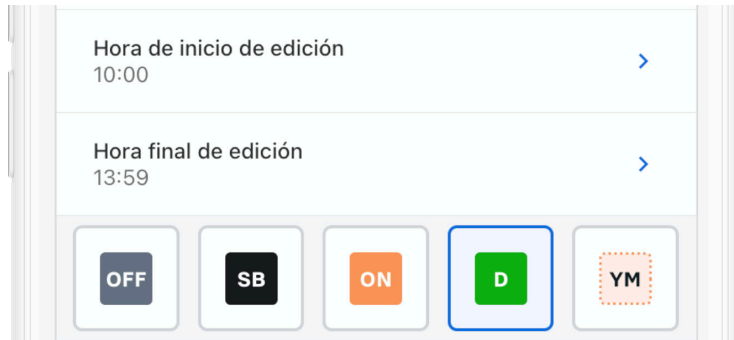 Hora de inicio de edición
10:00
Hora final de edición
13:59
OFF SB ON D YM